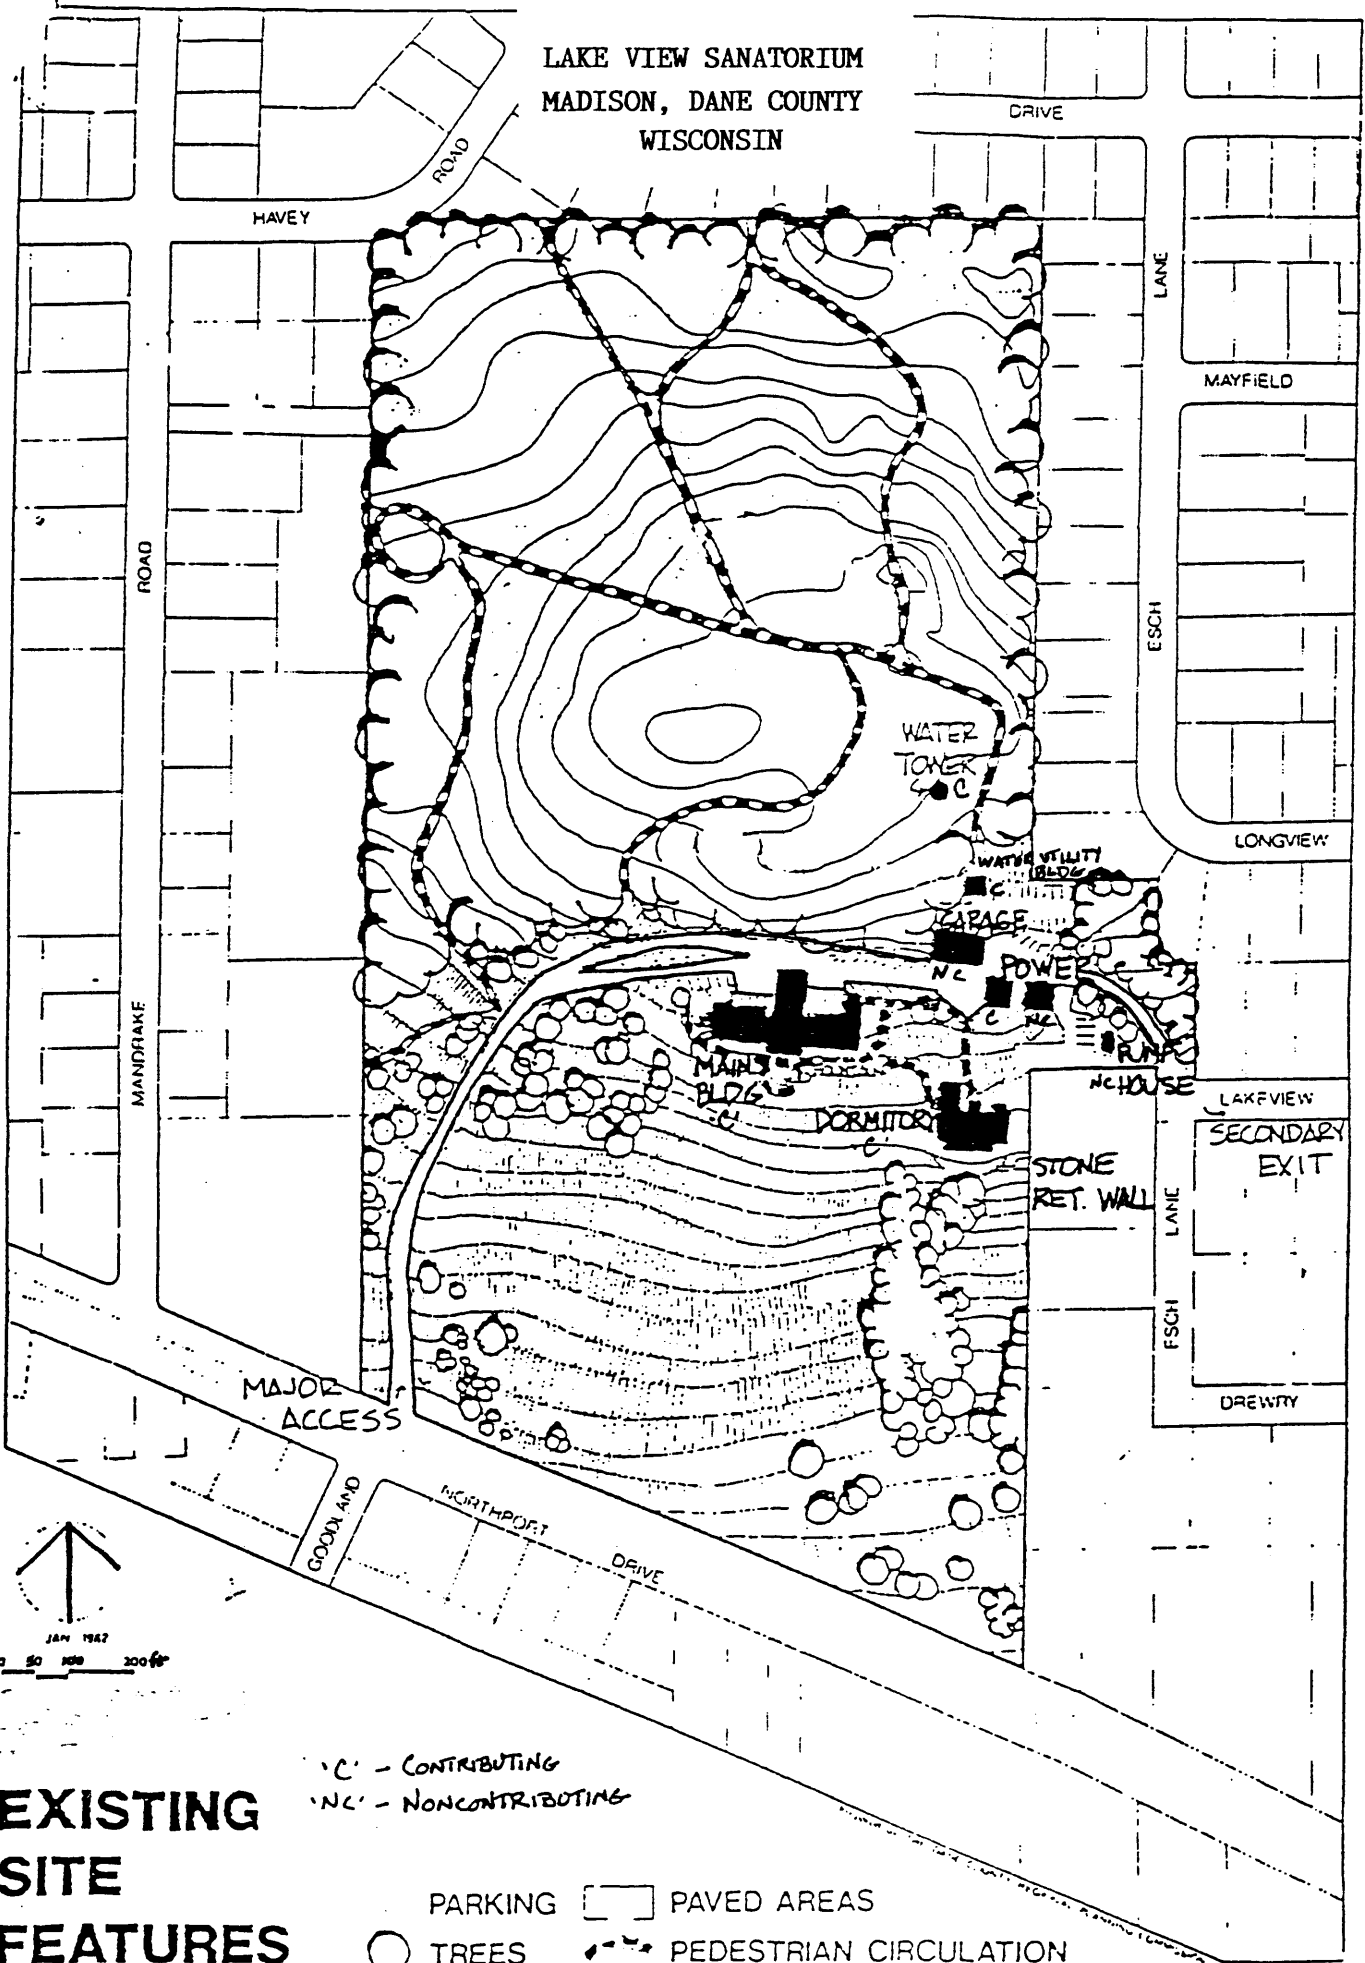 LAKE VIEW SANATORIUM
MADISON, DANE COUNTY
WISCONSIN
DRIVE
ROAD
HAVEY
LANE
MAYFIELD
ROAD
ESCH
WATER
TOWER
C
LONGVIEW
WATER UTILITY
BLDG
C
GARAGE
NC
POWER
C
NC
MANDRAKE
MAIN
BLDG
'C'
PUMP
NC HOUSE
LAKEVIEW
DORMITORY
C
SECONDARY
EXIT
STONE
RET. WALL
LANE
ESCH
MAJOR
ACCESS
DREWRY
GOODLAND
NORTHPORT
DRIVE
JAN 1982
0 50 100 200ft
'C' - CONTRIBUTING
'NC' - NONCONTRIBUTING
EXISTING
SITE
FEATURES
PARKING
PAVED AREAS
TREES
PEDESTRIAN CIRCULATION